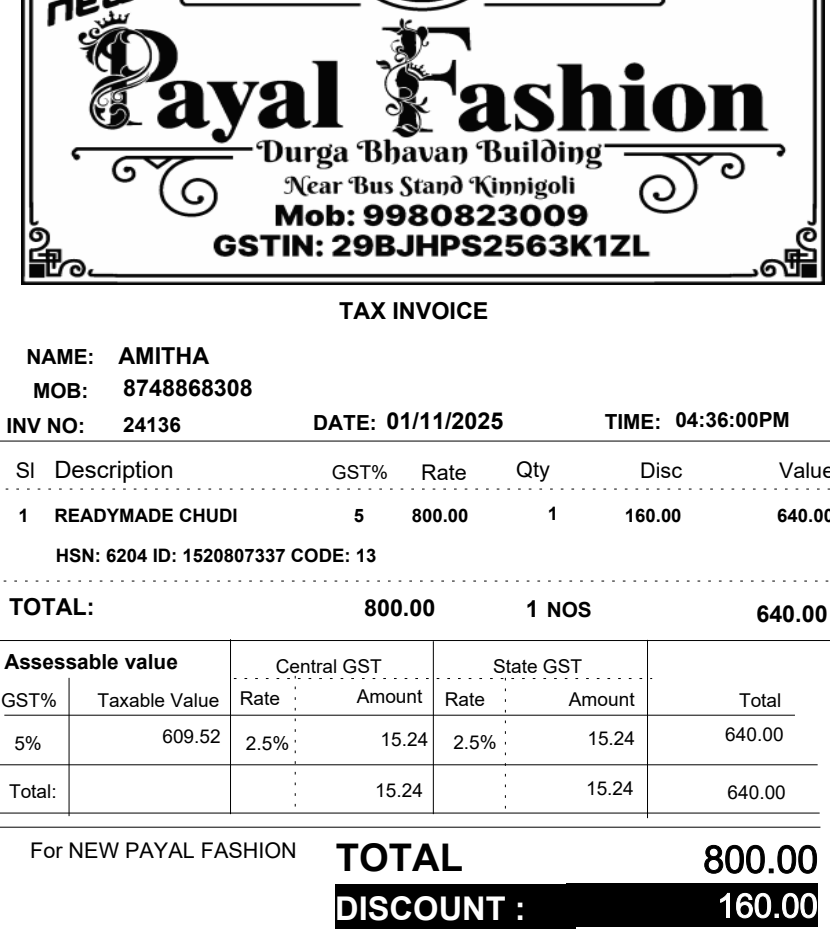 new
Payal Fashion
Durga Bhavan Building
Near Bus Stand Kinnigoli
Mob: 9980823009
GSTIN: 29BJHPS2563K1ZL
TAX INVOICE
NAME: AMITHA
MOB: 8748868308
INV NO: 24136 DATE: 01/11/2025 TIME: 04:36:00PM
Sl Description GST% Rate Qty Disc Value
1 READYMADE CHUDI 5 800.00 1 160.00 640.00
HSN: 6204 ID: 1520807337 CODE: 13
TOTAL: 800.00 1 NOS 640.00
Assessable value Central GST State GST
GST% Taxable Value Rate Amount Rate Amount Total
5% 609.52 2.5% 15.24 2.5% 15.24 640.00
Total: 15.24 15.24 640.00
For NEW PAYAL FASHION TOTAL 800.00
DISCOUNT : 160.00